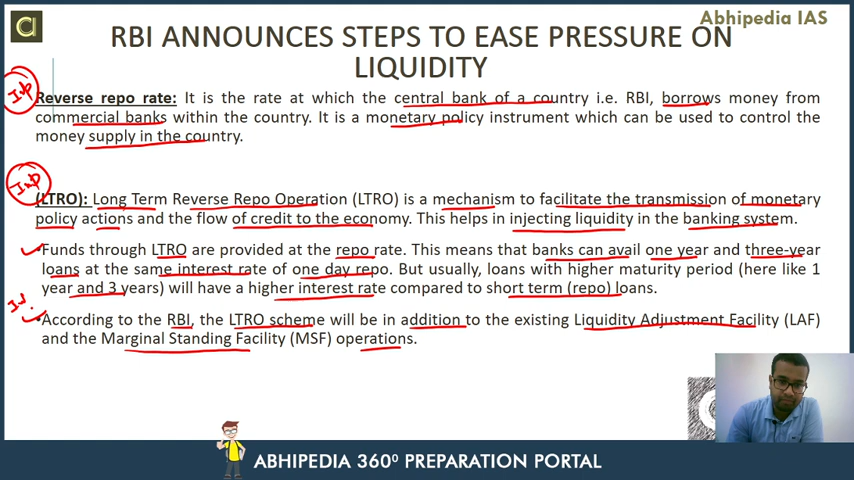 Abhipedia IAS
RBI ANNOUNCES STEPS TO EASE PRESSURE ON
LIQUIDITY
Imp
Reverse repo rate: It is the rate at which the central bank of a country i.e. RBI, borrows money from
commercial banks within the country. It is a monetary policy instrument which can be used to control the
money supply in the country.
Imp
(LTRO): Long Term Reverse Repo Operation (LTRO) is a mechanism to facilitate the transmission of monetary
policy actions and the flow of credit to the economy. This helps in injecting liquidity in the banking system.
Funds through LTRO are provided at the repo rate. This means that banks can avail one year and three-year
loans at the same interest rate of one day repo. But usually, loans with higher maturity period (here like 1
year and 3 years) will have a higher interest rate compared to short term (repo) loans.
•According to the RBI, the LTRO scheme will be in addition to the existing Liquidity Adjustment Facility (LAF)
and the Marginal Standing Facility (MSF) operations.
ABHIPEDIA 360⁰ PREPARATION PORTAL